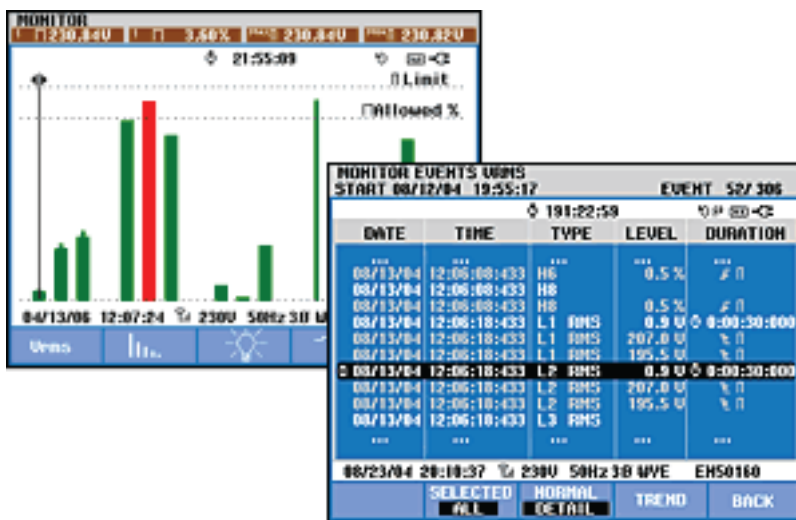 MONITOR
230.84V 3.60% 230.84V 230.82V
21:55:09
Limit
Allowed %
04/13/06 12:07:24 230V 50Hz 3Ø W
Vrms
MONITOR EVENTS VRMS
START 08/12/04 19:55:17 EVENT 52/ 306
191:22:59
DATE TIME TYPE LEVEL DURATION
... ... ... ... ...
08/13/04 12:06:08:433 H6 0.5 %
08/13/04 12:06:08:433 H8
08/13/04 12:06:08:433 H8 0.5 %
08/13/04 12:06:18:433 L1 RMS 0.9 V 0:00:30:000
08/13/04 12:06:18:433 L1 RMS 207.0 V
08/13/04 12:06:18:433 L1 RMS 195.5 V
08/13/04 12:06:18:433 L2 RMS 0.9 V 0:00:30:000
08/13/04 12:06:18:433 L2 RMS 207.0 V
08/13/04 12:06:18:433 L2 RMS 195.5 V
08/13/04 12:06:18:433 L3 RMS
... ... ... ... ...
08/23/04 20:10:37 230V 50Hz 3Ø WYE EN50160
SELECTED NORMAL TREND BACK
ALL DETAIL